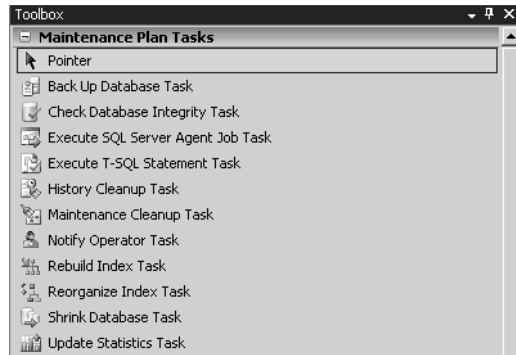 Toolbox
Maintenance Plan Tasks
Pointer
Back Up Database Task
Check Database Integrity Task
Execute SQL Server Agent Job Task
Execute T-SQL Statement Task
History Cleanup Task
Maintenance Cleanup Task
Notify Operator Task
Rebuild Index Task
Reorganize Index Task
Shrink Database Task
Update Statistics Task